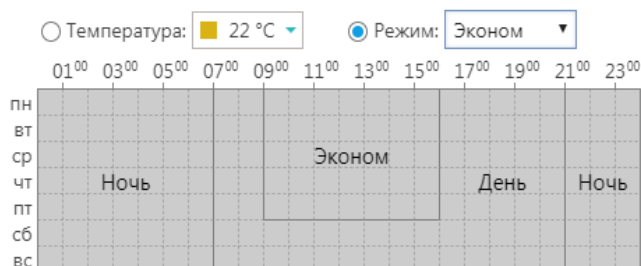 Температура: 22 °C Режим: Эконом
01⁰⁰ 03⁰⁰ 05⁰⁰ 07⁰⁰ 09⁰⁰ 11⁰⁰ 13⁰⁰ 15⁰⁰ 17⁰⁰ 19⁰⁰ 21⁰⁰ 23⁰⁰
пн
вт
ср Эконом
чт Ночь День Ночь
пт
сб
вс